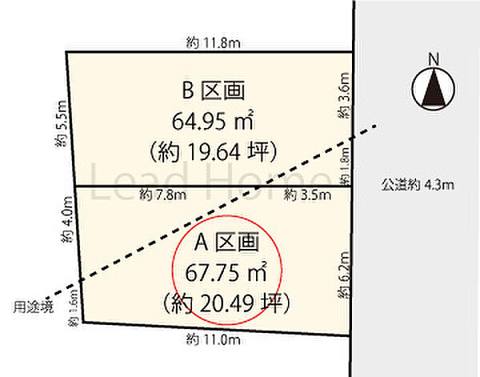 約 11.8m
N
B 区画
64.95 ㎡
（約 19.64 坪）
約 5.5m
約 3.6m
約 1.8m
Lead Home
公道約 4.3m
約 7.8m
約 3.5m
約 4.0m
A 区画
67.75 ㎡
（約 20.49 坪）
約 6.2m
用途境
約 1.6m
約 11.0m